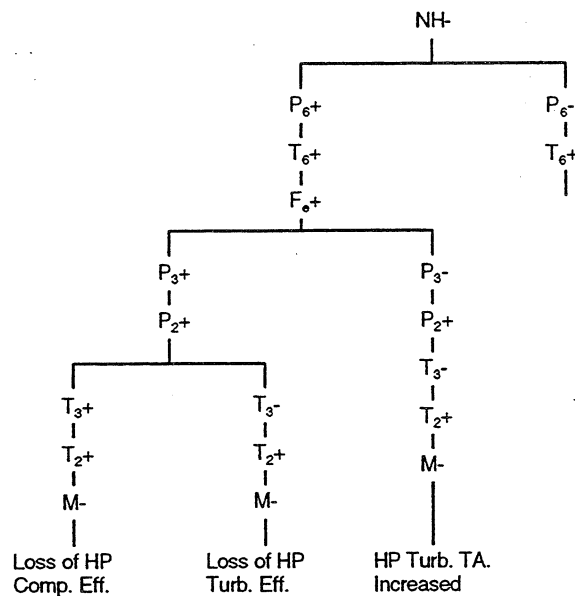 NH-
P₆+ P₆-
T₆+ T₆+
Fₑ+
P₃+ P₃-
P₂+ P₂+
T₃-
T₃+ T₃- T₂+
T₂+ T₂+ M-
M- M-
Loss of HP Loss of HP HP Turb. TA.
Comp. Eff. Turb. Eff. Increased